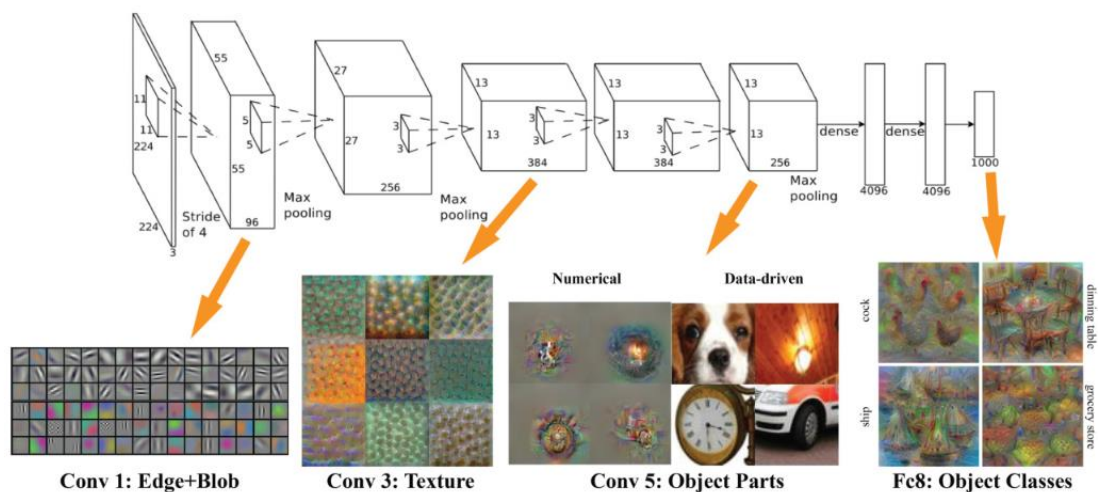 55
27
13
13
13
11
11
224
5
5
55
3
3
27
3
3
13
3
3
13
13
dense
dense
384
384
256
1000
256
Max
pooling
4096
4096
Max
pooling
Max
pooling
224
Stride
of 4
96
3
Numerical
Data-driven
cock
dinning table
ship
grocery store
Conv 1: Edge+Blob
Conv 3: Texture
Conv 5: Object Parts
Fc8: Object Classes